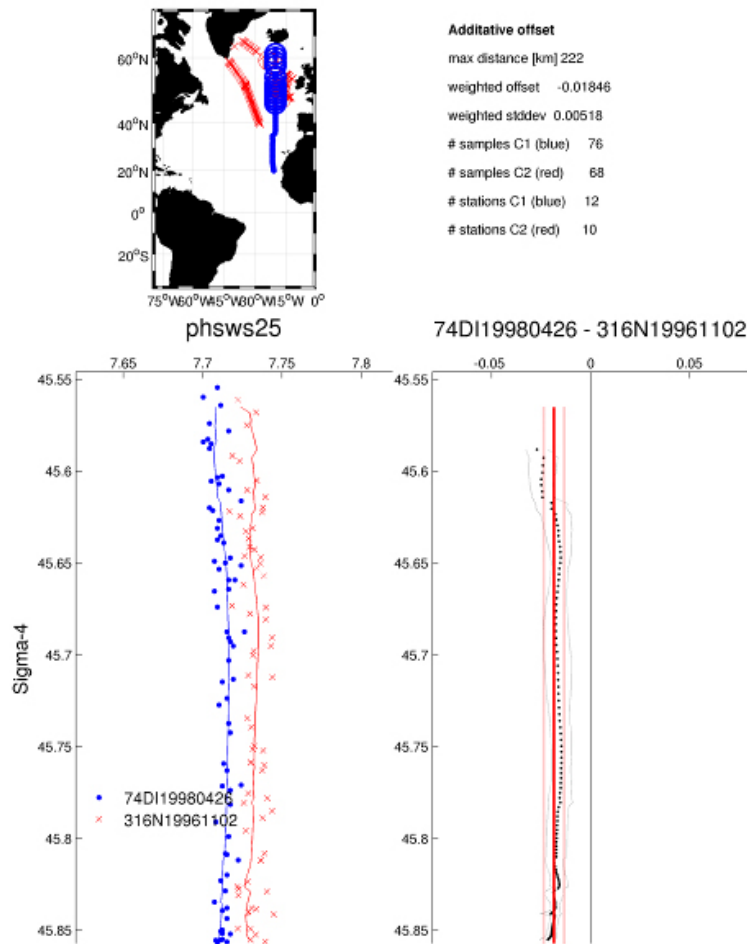 60°N
40°N
20°N
0°
20°S
75°W60°W45°W30°W15°W 0°
Additative offset
max distance [km] 222
weighted offset -0.01846
weighted stddev 0.00518
# samples C1 (blue) 76
# samples C2 (red) 68
# stations C1 (blue) 12
# stations C2 (red) 10
phsws25
7.65 7.7 7.75 7.8
45.55
45.6
45.65
45.7
45.75
45.8
45.85
Sigma-4
74DI19980426
316N19961102
74DI19980426 - 316N19961102
-0.05 0 0.05
45.55
45.6
45.65
45.7
45.75
45.8
45.85